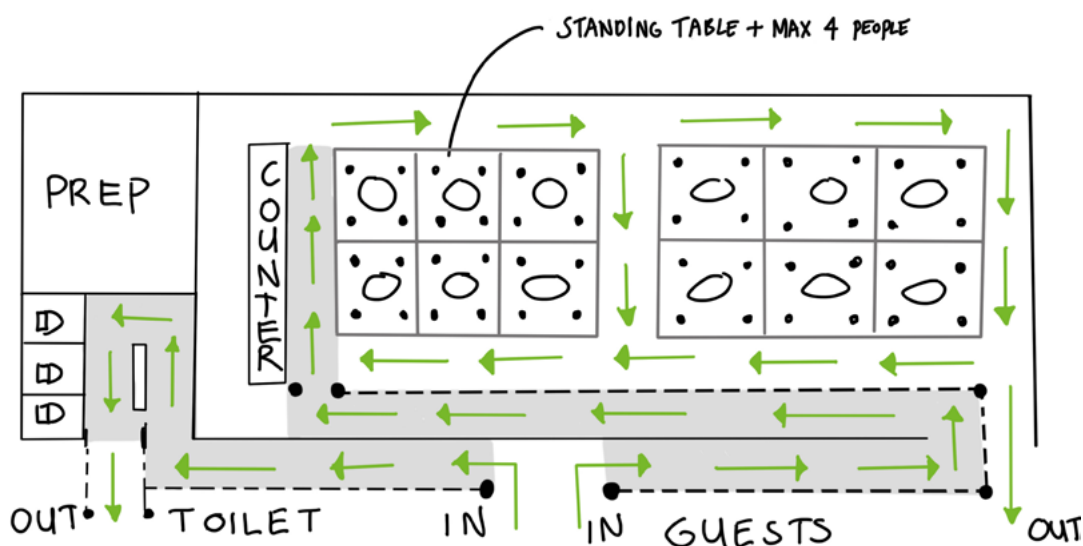 STANDING TABLE + MAX 4 PEOPLE
PREP
COUNTER
OUT
TOILET
IN
IN
GUESTS
OUT